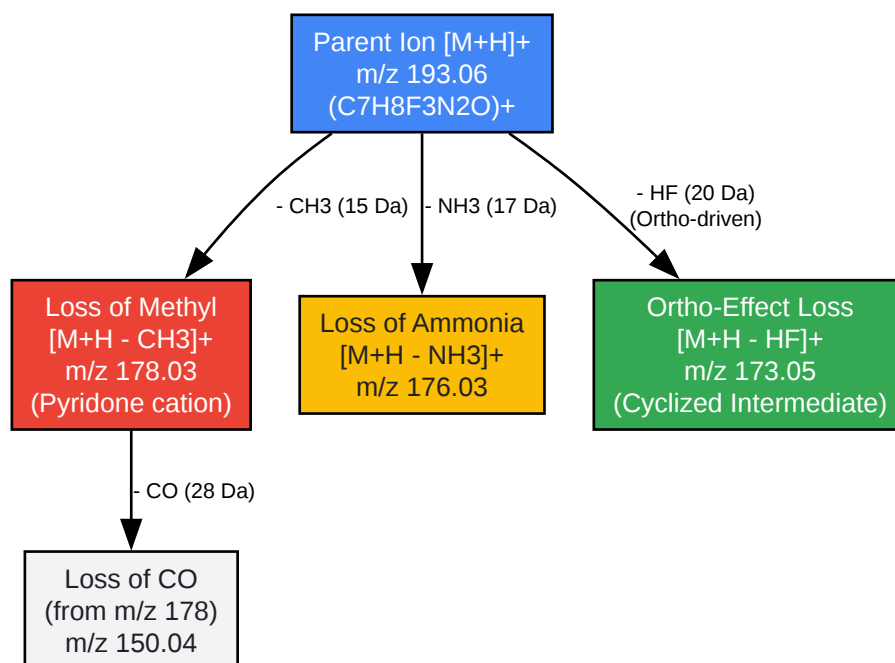 Parent Ion [M+H]+
m/z 193.06
(C7H8F3N2O)+
- CH3 (15 Da)
- NH3 (17 Da)
- HF (20 Da)
(Ortho-driven)
Loss of Methyl
[M+H - CH3]+
m/z 178.03
(Pyridone cation)
Loss of Ammonia
[M+H - NH3]+
m/z 176.03
Ortho-Effect Loss
[M+H - HF]+
m/z 173.05
(Cyclized Intermediate)
- CO (28 Da)
Loss of CO
(from m/z 178)
m/z 150.04